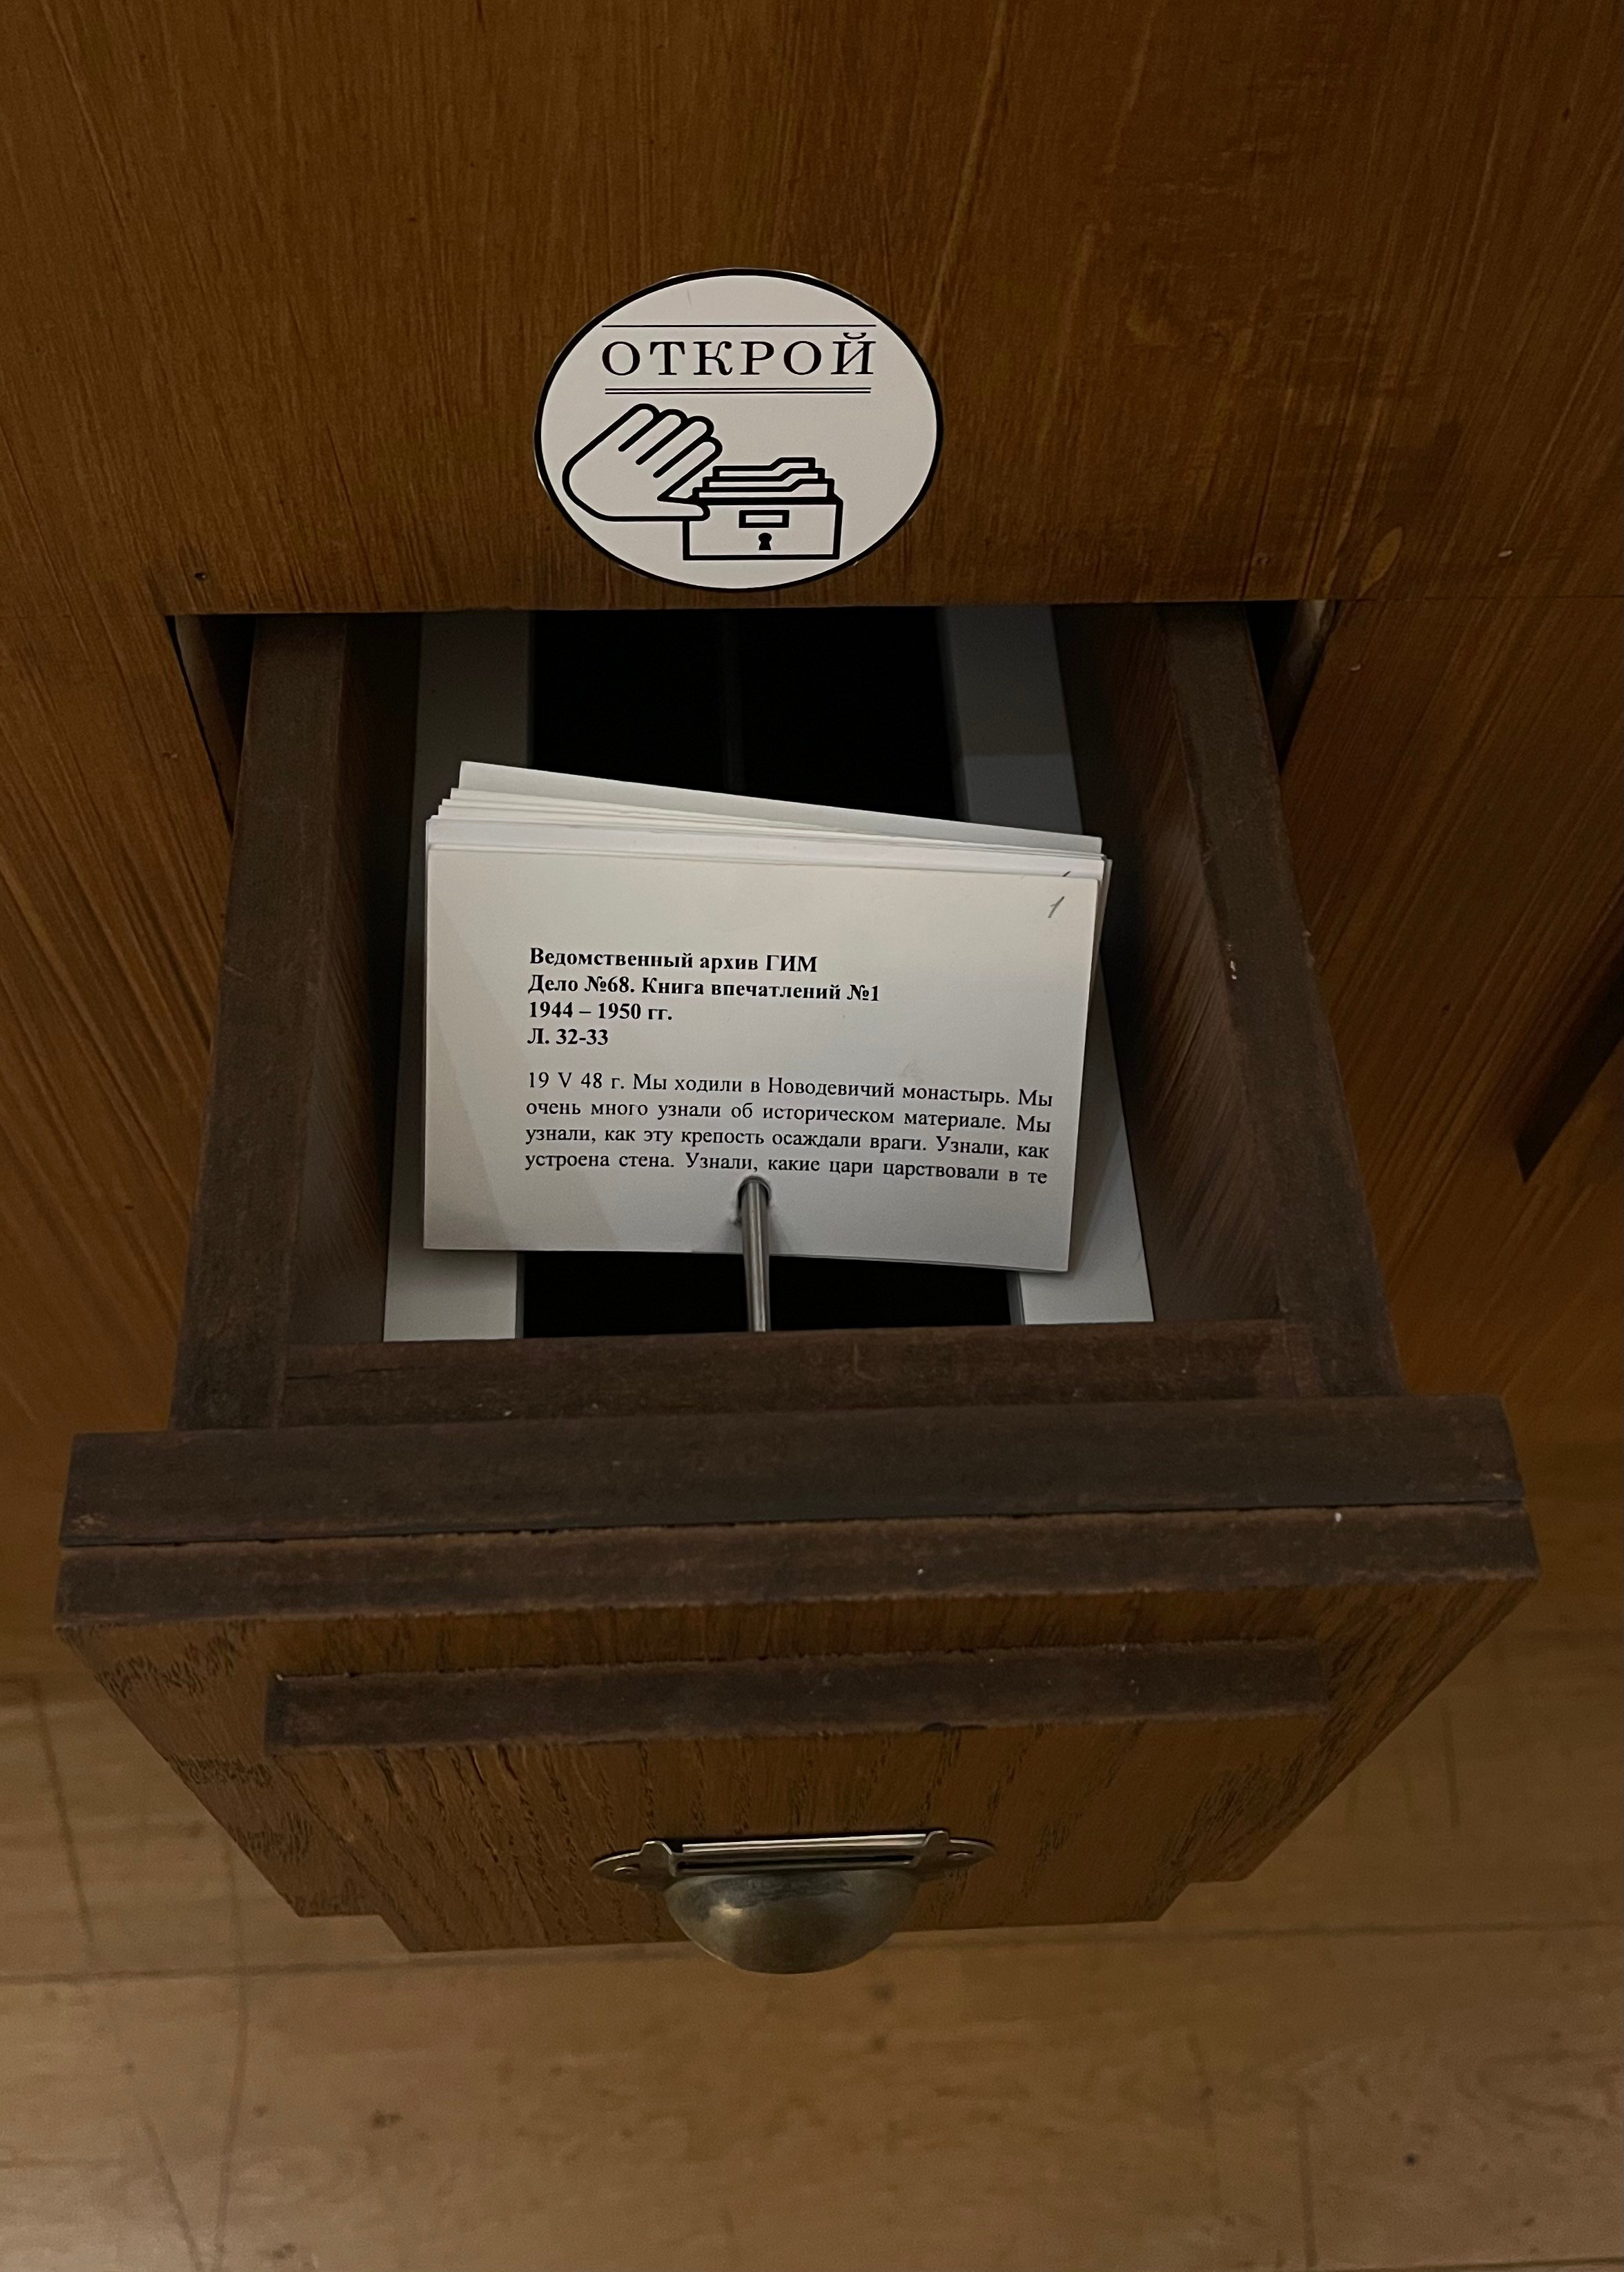 ОТКРОЙ
1
Ведомственный архив ГИМ
Дело №68. Книга впечатлений №1
1944 – 1950 гг.
Л. 32-33
19 V 48 г. Мы ходили в Новодевичий монастырь. Мы
очень много узнали об историческом материале. Мы
узнали, как эту крепость осаждали враги. Узнали, как
устроена стена. Узнали, какие цари царствовали в те